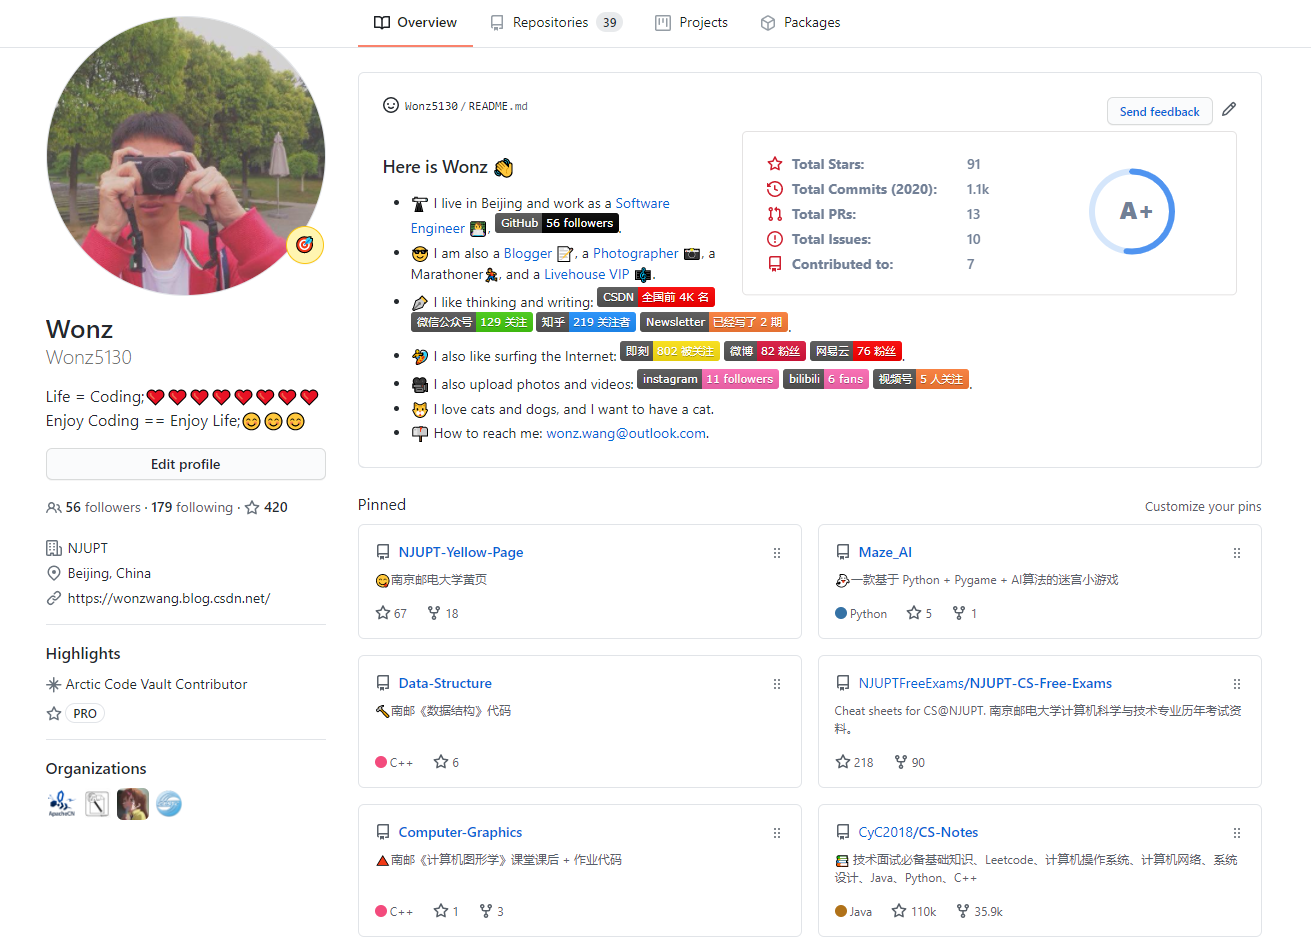 Overview
Repositories 39
Projects
Packages
Wonz5130/README.md
Send feedback
Here is Wonz
I live in Beijing and work as a Software
Engineer , GitHub 56 followers.
I am also a Blogger , a Photographer , a
Marathoner , and a Livehouse VIP .
I like thinking and writing: CSDN 全国前 4K 名
微信公众号 129 关注 知乎 219 关注者 Newsletter 已经写了 2 期.
I also like surfing the Internet: 即刻 802 被关注 微博 82 粉丝 网易云 76 粉丝.
I also upload photos and videos: instagram 11 followers bilibili 6 fans 视频号 5 人关注.
I love cats and dogs, and I want to have a cat.
How to reach me: wonz.wang@outlook.com.
Total Stars: 91
Total Commits (2020): 1.1k
Total PRs: 13
Total Issues: 10
Contributed to: 7
A+
Wonz
Wonz5130
Life = Coding;
Enjoy Coding == Enjoy Life;
Edit profile
56 followers · 179 following · 420
NJUPT
Beijing, China
https://wonzwang.blog.csdn.net/
Highlights
Arctic Code Vault Contributor
PRO
Organizations
ApacheCN
Pinned
Customize your pins
NJUPT-Yellow-Page
南京邮电大学黄页
67 18
Maze_AI
一款基于 Python + Pygame + AI算法的迷宫小游戏
Python 5 1
Data-Structure
南邮《数据结构》代码
C++ 6
NJUPTFreeExams/NJUPT-CS-Free-Exams
Cheat sheets for CS@NJUPT. 南京邮电大学计算机科学与技术专业历年考试资
料。
218 90
Computer-Graphics
南邮《计算机图形学》课堂课后 + 作业代码
C++ 1 3
CyC2018/CS-Notes
技术面试必备基础知识、Leetcode、计算机操作系统、计算机网络、系统
设计、Java、Python、C++
Java 110k 35.9k